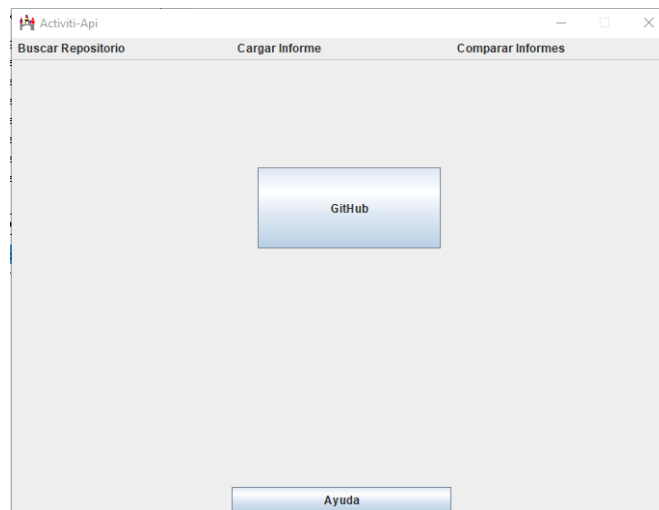 Activiti-Api
Buscar Repositorio Cargar Informe Comparar Informes
GitHub
Ayuda